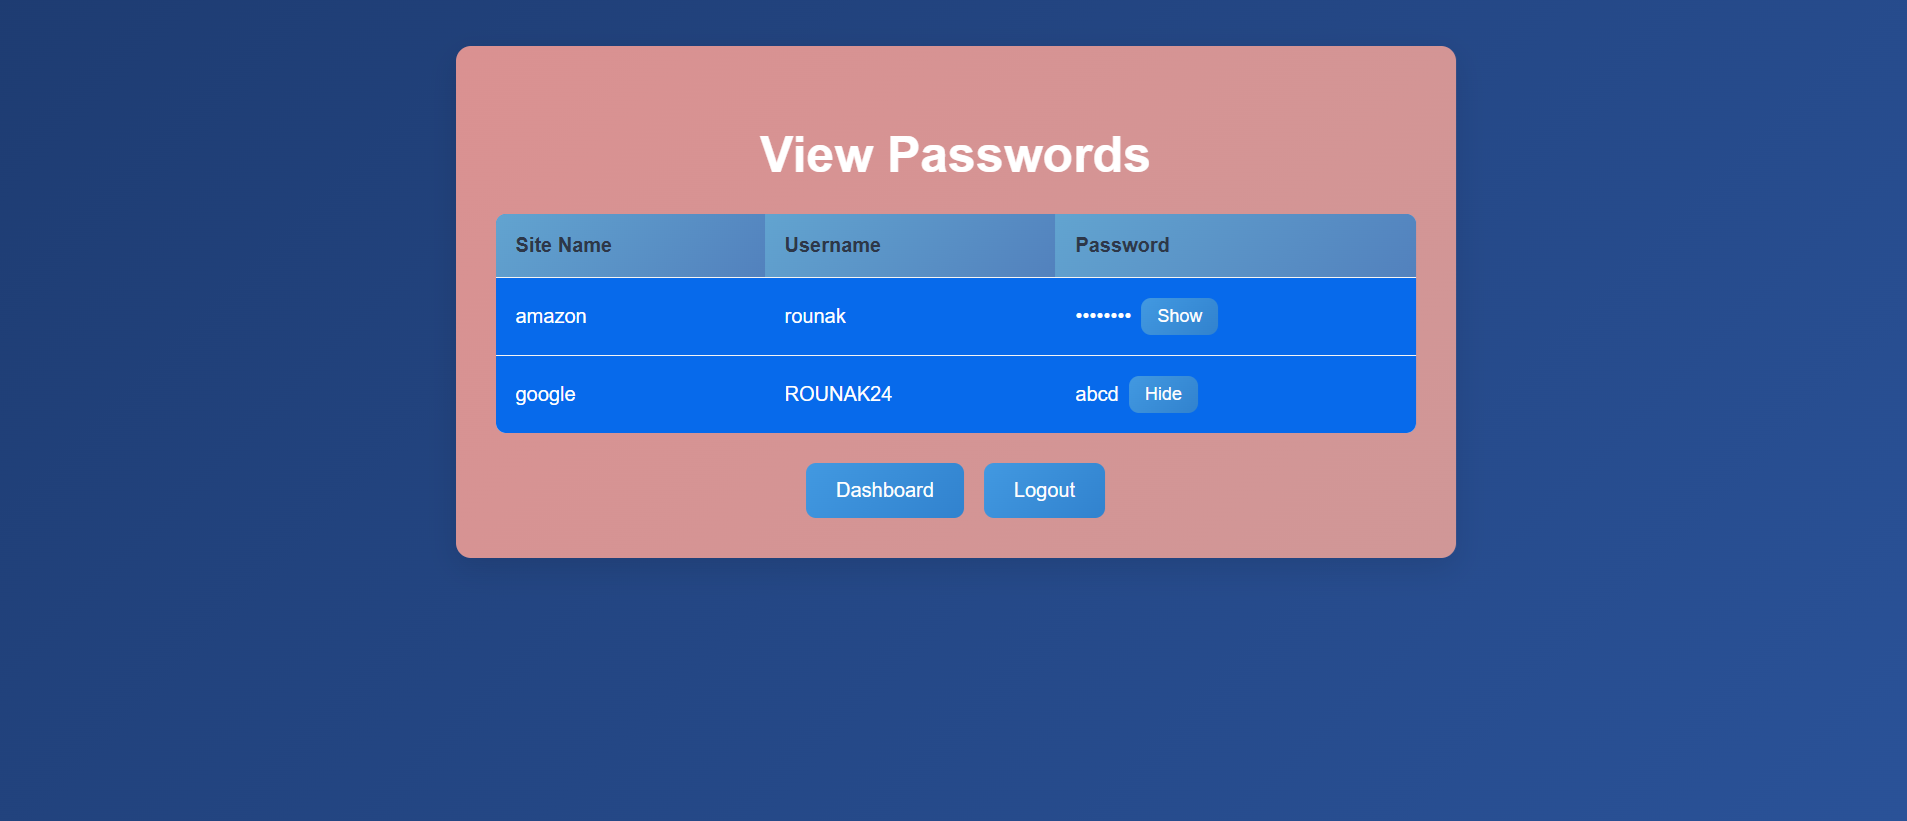 View Passwords
Site Name Username Password
amazon rounak •••••••• Show
google ROUNAK24 abcd Hide
Dashboard Logout